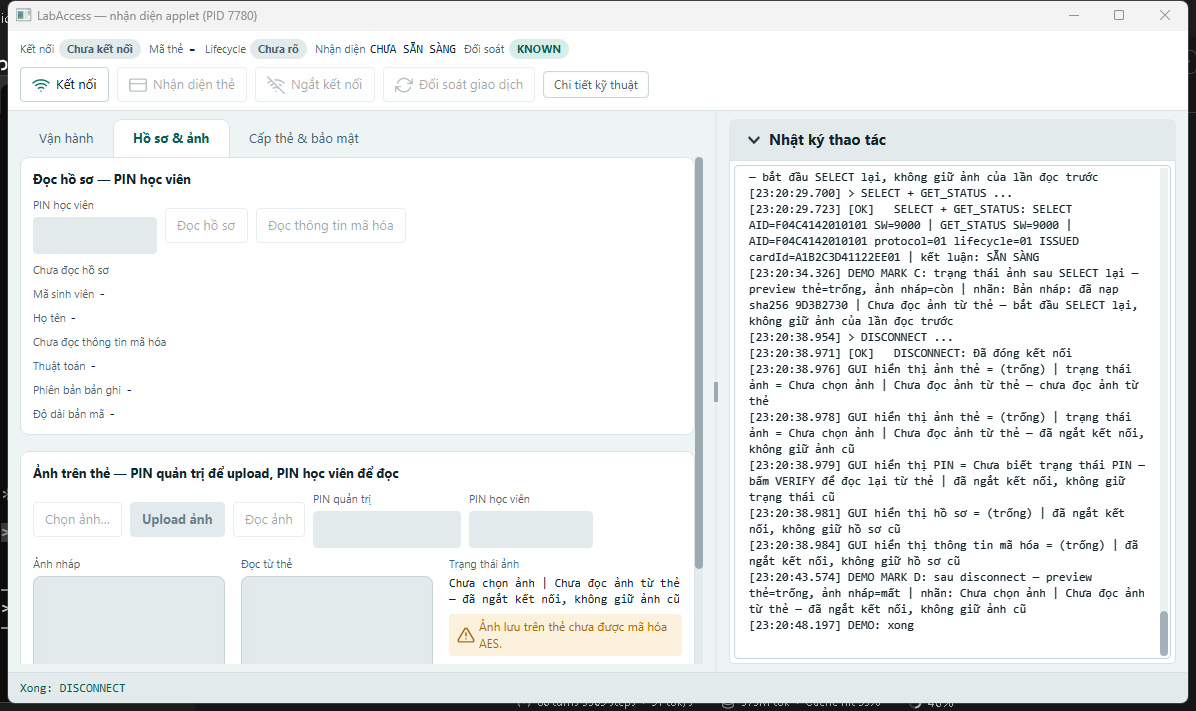 LabAccess — nhận diện applet (PID 7780)
Kết nối Chưa kết nối Mã thẻ - Lifecycle Chưa rõ Nhận diện CHƯA SẴN SÀNG Đối soát KNOWN
Kết nối Nhận diện thẻ Ngắt kết nối Đối soát giao dịch Chi tiết kỹ thuật
Vận hành Hồ sơ & ảnh Cấp thẻ & bảo mật
Đọc hồ sơ — PIN học viên
PIN học viên
Đọc hồ sơ Đọc thông tin mã hóa
Chưa đọc hồ sơ
Mã sinh viên -
Họ tên -
Chưa đọc thông tin mã hóa
Thuật toán -
Phiên bản bản ghi -
Độ dài bản mã -
Ảnh trên thẻ — PIN quản trị để upload, PIN học viên để đọc
Chọn ảnh... Upload ảnh Đọc ảnh
PIN quản trị
PIN học viên
Ảnh nháp
Đọc từ thẻ
Trạng thái ảnh
Chưa chọn ảnh | Chưa đọc ảnh từ thẻ
— đã ngắt kết nối, không giữ ảnh cũ
Ảnh lưu trên thẻ chưa được mã hóa
AES.
Nhật ký thao tác
— bắt đầu SELECT lại, không giữ ảnh của lần đọc trước
[23:20:29.700] > SELECT + GET_STATUS ...
[23:20:29.723] [OK] SELECT + GET_STATUS: SELECT
AID=F04C4142010101 SW=9000 | GET_STATUS SW=9000 |
AID=F04C4142010101 protocol=01 lifecycle=01 ISSUED
cardId=A1B2C3D41122EE01 | kết luận: SẴN SÀNG
[23:20:34.326] DEMO MARK C: trạng thái ảnh sau SELECT lại —
preview thẻ=trống, ảnh nháp=còn | nhãn: Bản nháp: đã nạp
sha256 9D3B2730 | Chưa đọc ảnh từ thẻ — bắt đầu SELECT lại,
không giữ ảnh của lần đọc trước
[23:20:38.954] > DISCONNECT ...
[23:20:38.971] [OK] DISCONNECT: Đã đóng kết nối
[23:20:38.976] GUI hiển thị ảnh thẻ = (trống) | trạng thái
ảnh = Chưa chọn ảnh | Chưa đọc ảnh từ thẻ — chưa đọc ảnh từ
thẻ
[23:20:38.978] GUI hiển thị ảnh thẻ = (trống) | trạng thái
ảnh = Chưa chọn ảnh | Chưa đọc ảnh từ thẻ — đã ngắt kết nối,
không giữ ảnh cũ
[23:20:38.979] GUI hiển thị PIN = Chưa biết trạng thái PIN —
bấm VERIFY để đọc lại từ thẻ | đã ngắt kết nối, không giữ
trạng thái cũ
[23:20:38.981] GUI hiển thị hồ sơ = (trống) | đã ngắt kết
nối, không giữ hồ sơ cũ
[23:20:38.984] GUI hiển thị thông tin mã hóa = (trống) | đã
ngắt kết nối, không giữ hồ sơ cũ
[23:20:43.574] DEMO MARK D: sau disconnect — preview
thẻ=trống, ảnh nháp=mất | nhãn: Chưa chọn ảnh | Chưa đọc ảnh
từ thẻ — đã ngắt kết nối, không giữ ảnh cũ
[23:20:48.197] DEMO: xong
Xong: DISCONNECT